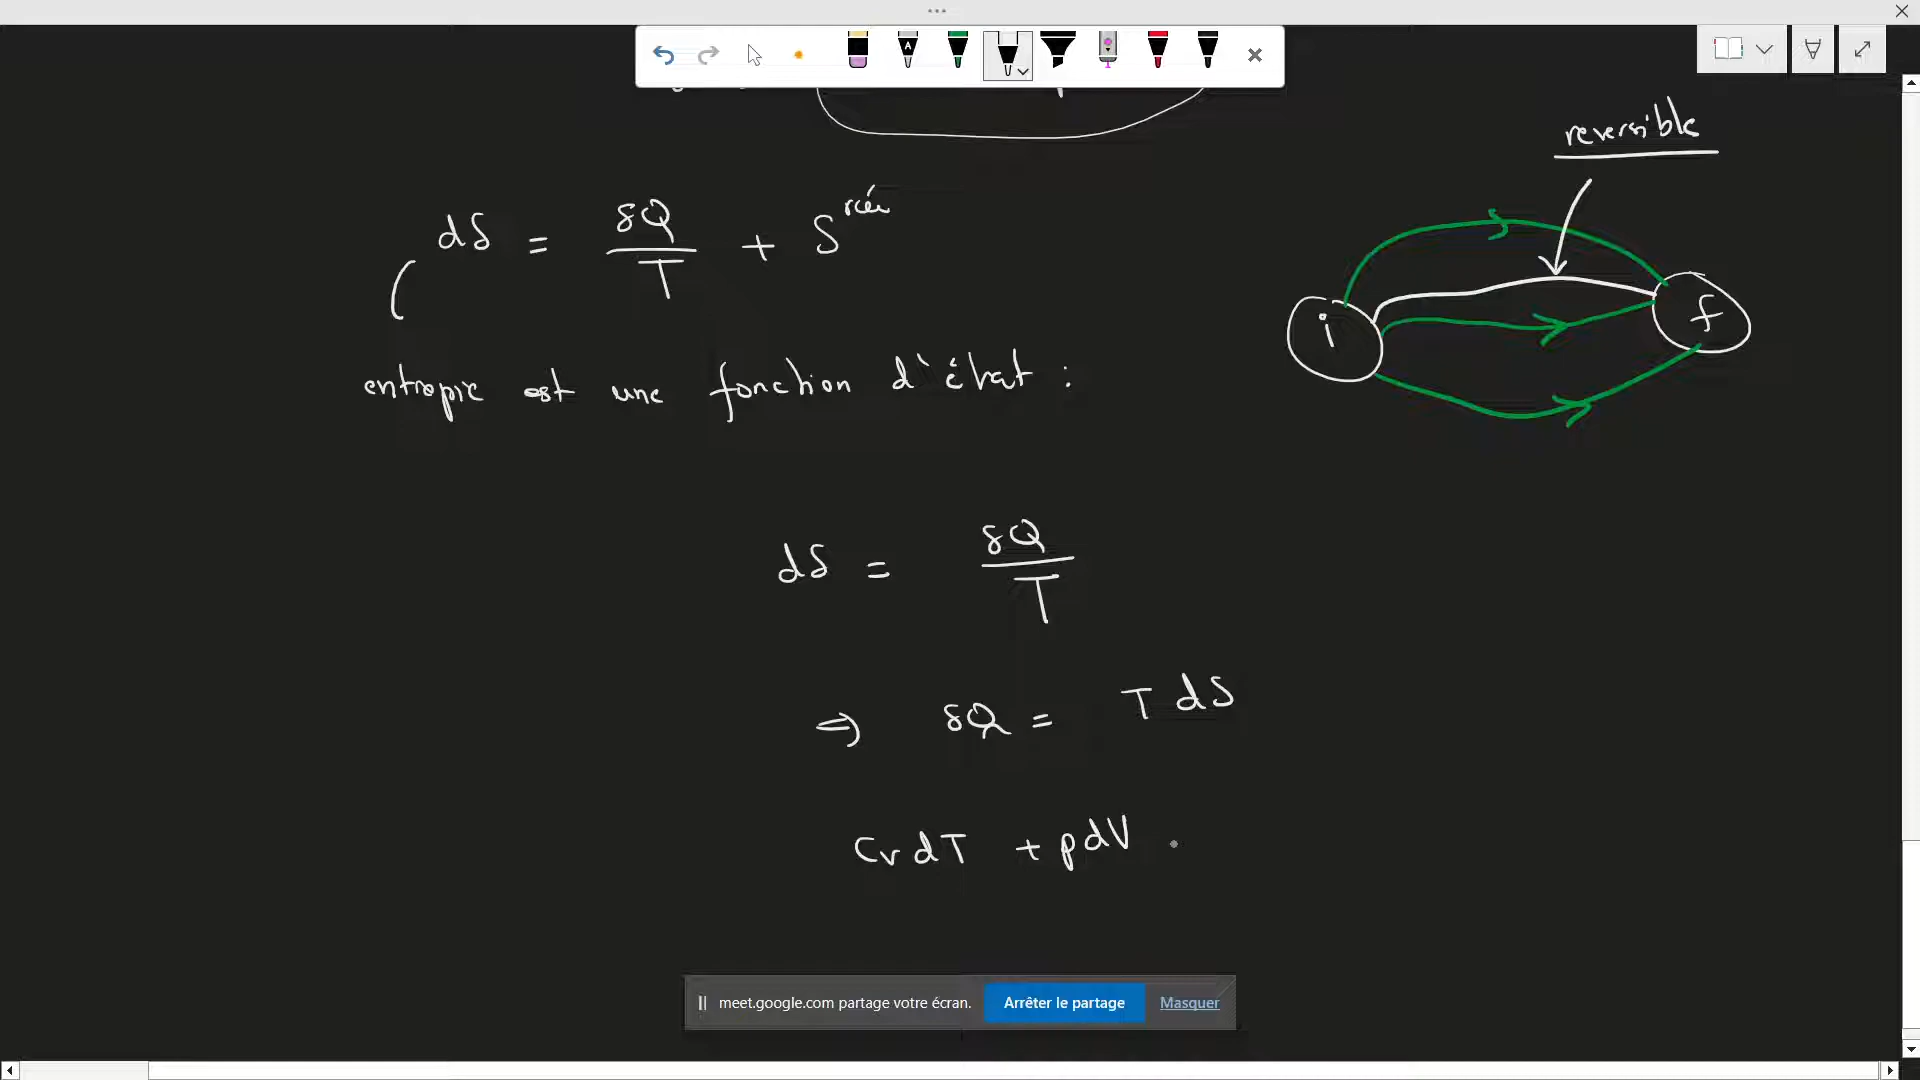 reversible
dS = δQ/T + S^créé
i
f
entropie est une fonction d'état :
dS = δQ/T
⇒ δQ = T dS
Cv dT + pdV
meet.google.com partage votre écran. Arrêter le partage Masquer